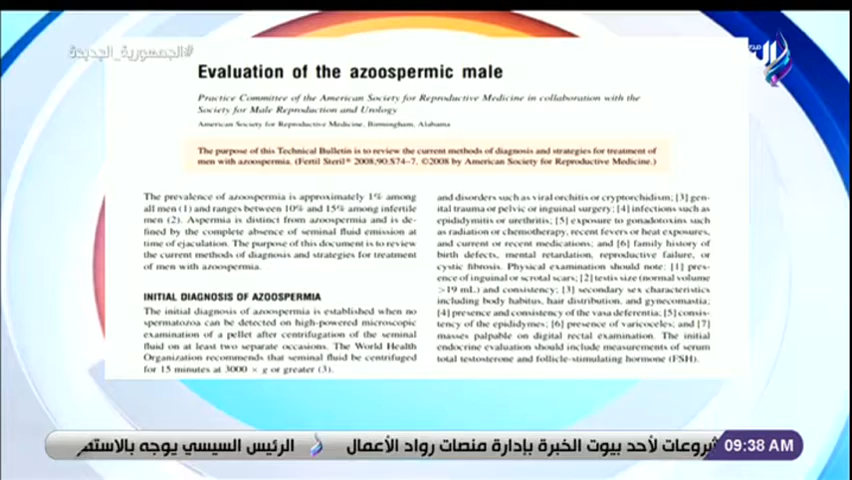 #الجمهورية_الجديدة
Evaluation of the azoospermic male
Practice Committee of the American Society for Reproductive Medicine in collaboration with the
Society for Male Reproduction and Urology
American Society for Reproductive Medicine, Birmingham, Alabama
The purpose of this Technical Bulletin is to review the current methods of diagnosis and strategies for treatment of
men with azoospermia. (Fertil Steril® 2008;90:S74–7. ©2008 by American Society for Reproductive Medicine.)
The prevalence of azoospermia is approximately 1% among
all men (1) and ranges between 10% and 15% among infertile
men (2). Aspermia is distinct from azoospermia and is de-
fined by the complete absence of seminal fluid emission at
time of ejaculation. The purpose of this document is to review
the current methods of diagnosis and strategies for treatment
of men with azoospermia.
INITIAL DIAGNOSIS OF AZOOSPERMIA
The initial diagnosis of azoospermia is established when no
spermatozoa can be detected on high-powered microscopic
examination of a pellet after centrifugation of the seminal
fluid on at least two separate occasions. The World Health
Organization recommends that seminal fluid be centrifuged
for 15 minutes at 3000 × g or greater (3).
and disorders such as viral orchitis or cryptorchidism; [3] gen-
ital trauma or pelvic or inguinal surgery; [4] infections such as
epididymitis or urethritis; [5] exposure to gonadotoxins such
as radiation or chemotherapy, recent fevers or heat exposures,
and current or recent medications; and [6] family history of
birth defects, mental retardation, reproductive failure, or
cystic fibrosis. Physical examination should note: [1] pres-
ence of inguinal or scrotal scars; [2] testis size (normal volume
>19 mL) and consistency; [3] secondary sex characteristics
including body habitus, hair distribution, and gynecomastia;
[4] presence and consistency of the vasa deferentia; [5] consis-
tency of the epididymes; [6] presence of varicoceles; and [7]
masses palpable on digital rectal examination. The initial
endocrine evaluation should include measurements of serum
total testosterone and follicle-stimulating hormone (FSH).
09:38 AM
شروعات لأحد بيوت الخبرة بإدارة منصات رواد الأعمال الرئيس السيسي يوجه بالاستم